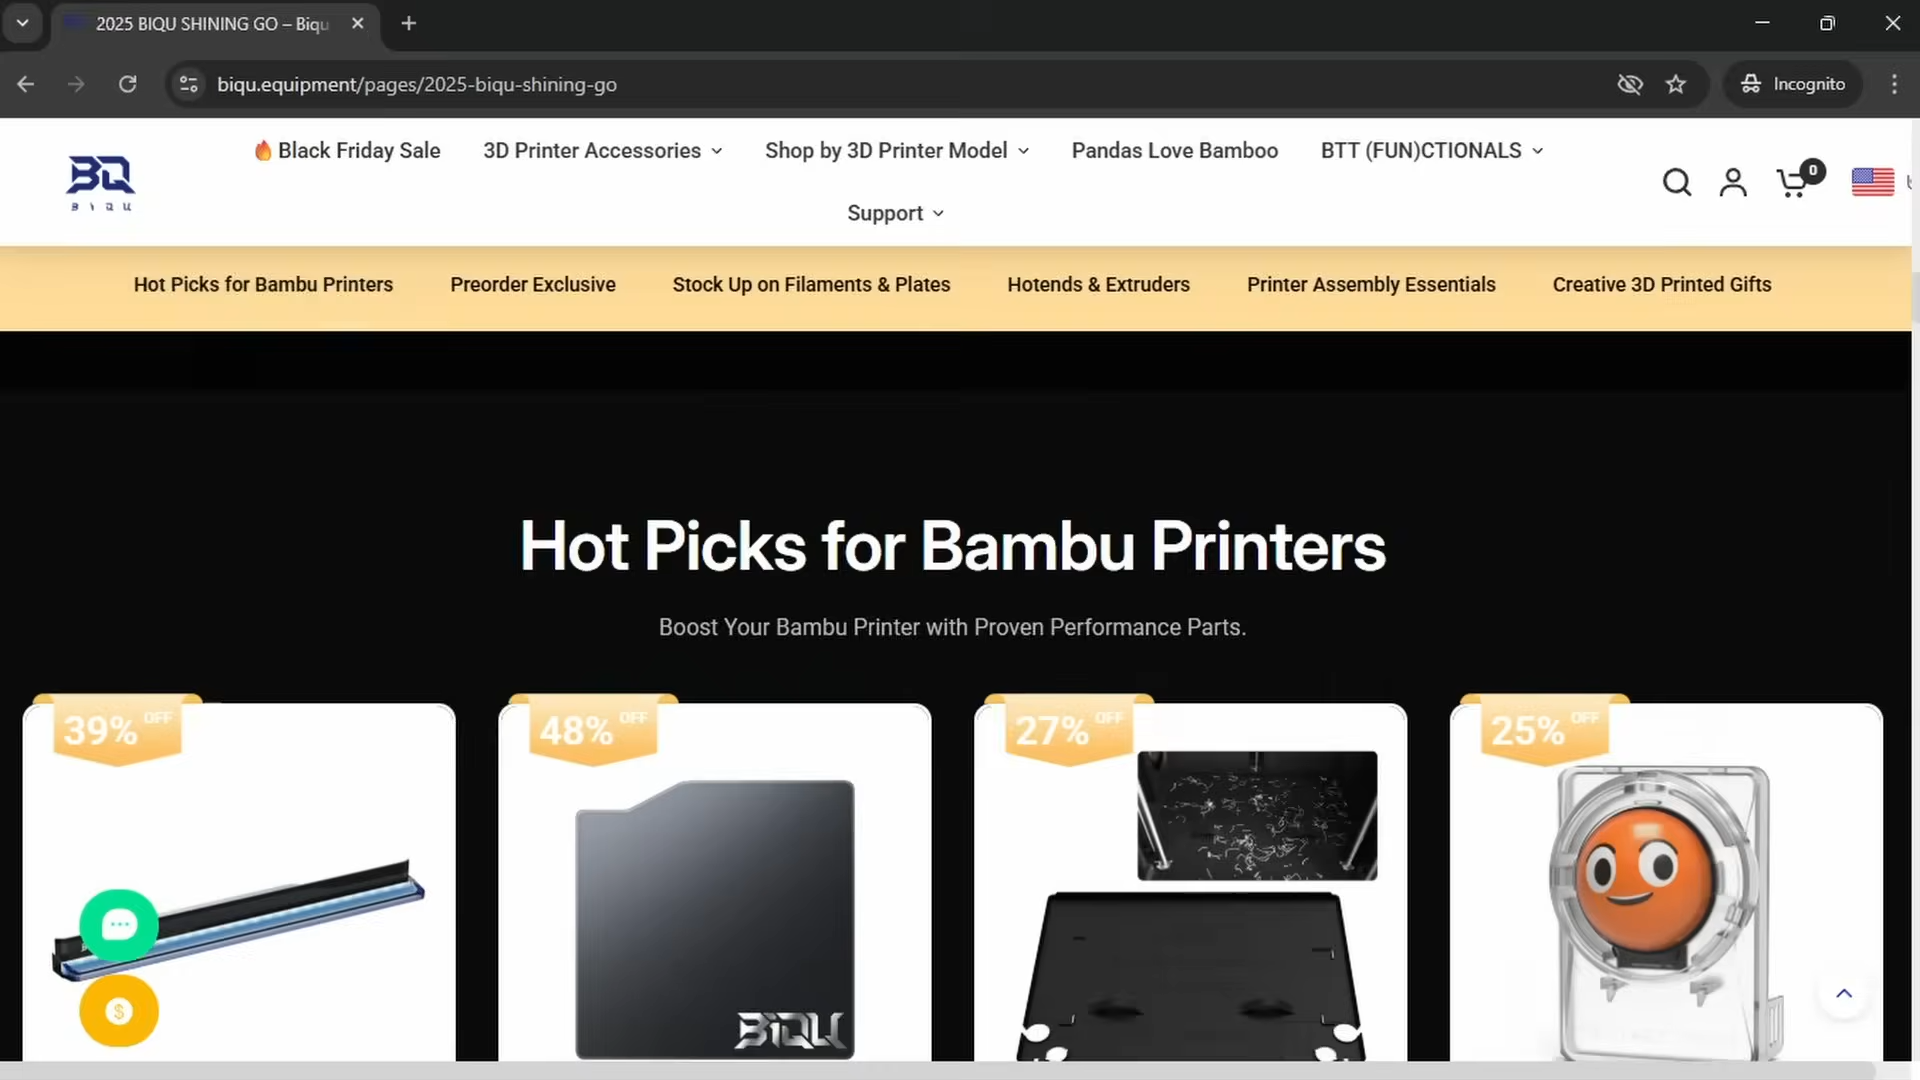 2025 BIQU SHINING GO – Biqu
biqu.equipment/pages/2025-biqu-shining-go
Incognito
BQ
BIQU
🔥Black Friday Sale
3D Printer Accessories
Shop by 3D Printer Model
Pandas Love Bamboo
BTT (FUN)CTIONALS
Support
0
Hot Picks for Bambu Printers
Preorder Exclusive
Stock Up on Filaments & Plates
Hotends & Extruders
Printer Assembly Essentials
Creative 3D Printed Gifts
Hot Picks for Bambu Printers
Boost Your Bambu Printer with Proven Performance Parts.
39% OFF
48% OFF
27% OFF
25% OFF
BIQU
$